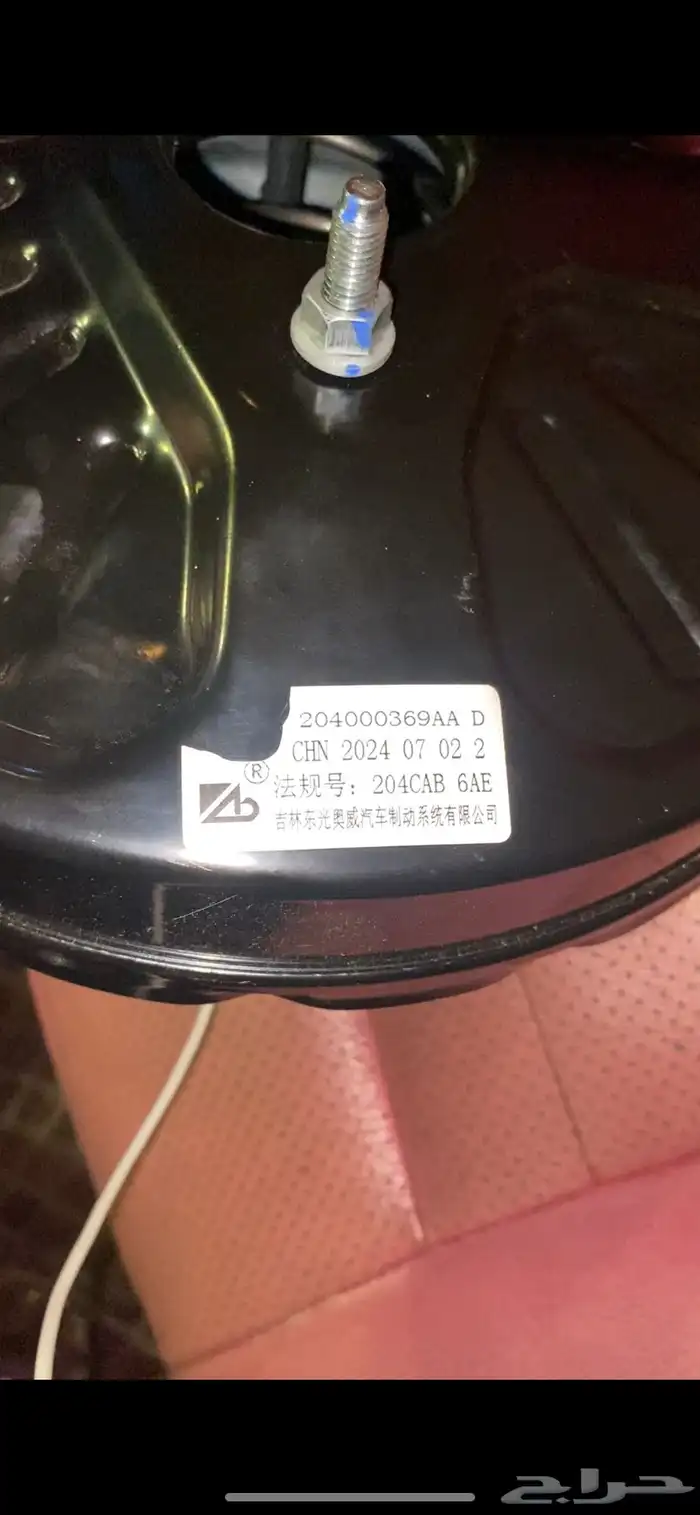 204000369AA D
CHN 2024 07 02 2
® 法规号: 204CAB 6AE
吉林东光奥威汽车制动系统有限公司
حراج